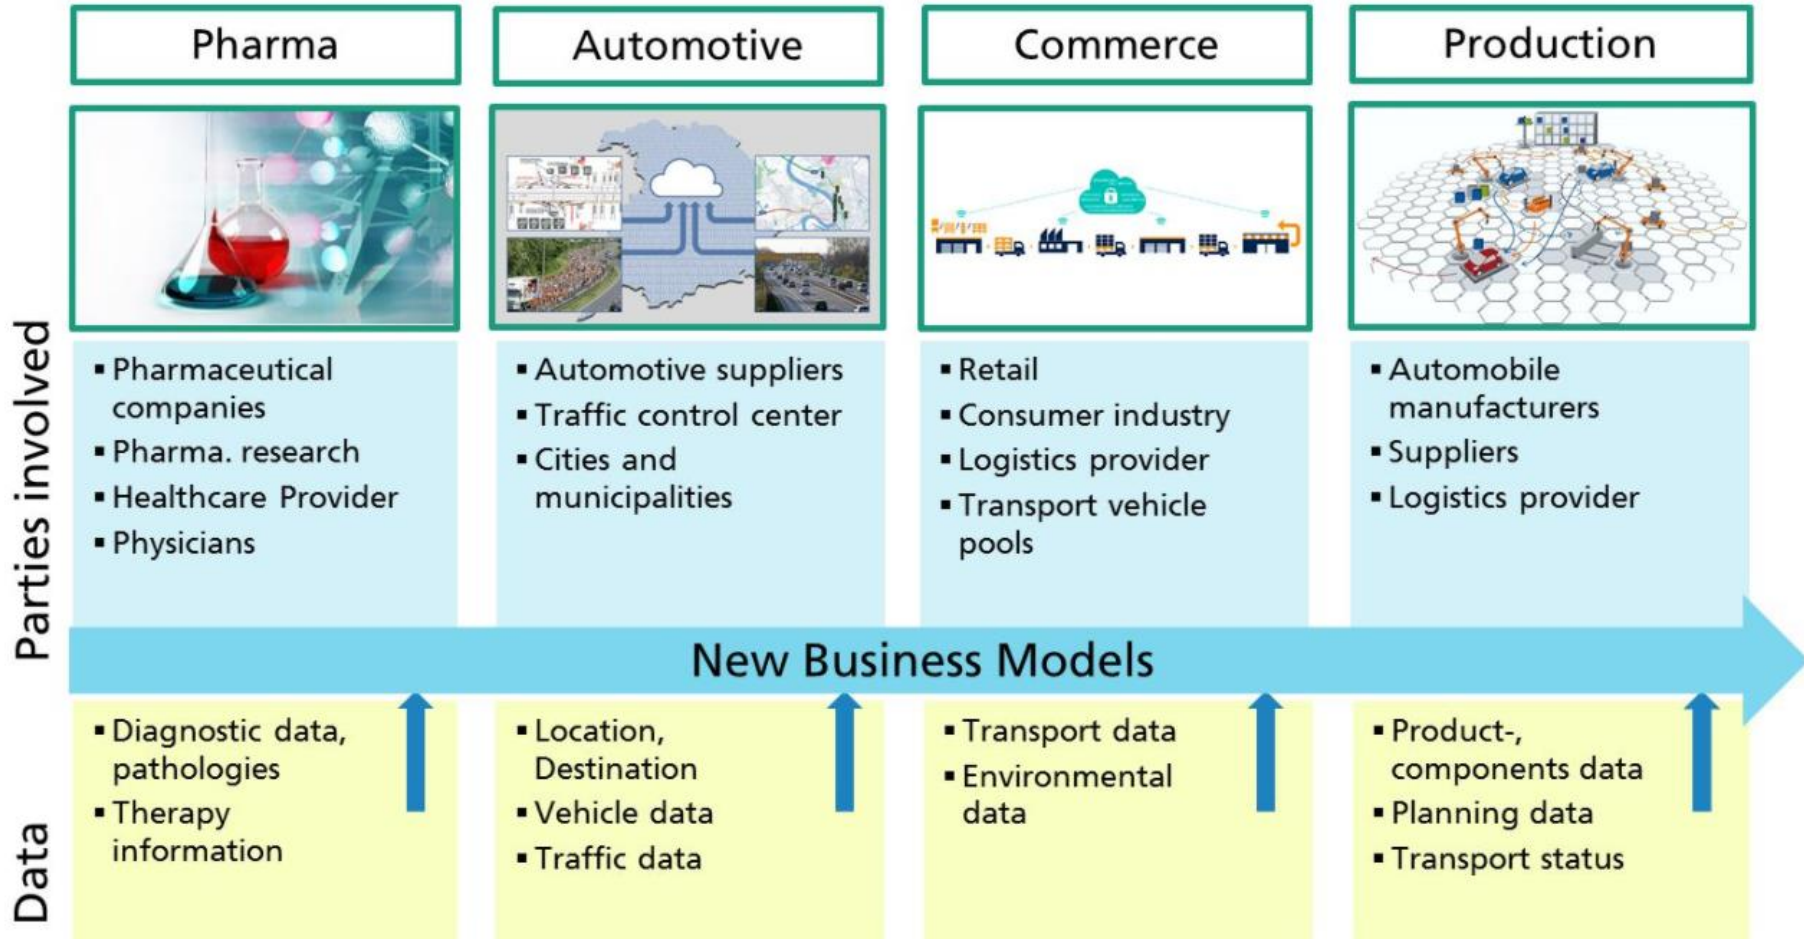 Pharma
Automotive
Commerce
Production
Parties involved
▪ Pharmaceutical
companies
▪ Pharma. research
▪ Healthcare Provider
▪ Physicians
▪ Automotive suppliers
▪ Traffic control center
▪ Cities and
municipalities
▪ Retail
▪ Consumer industry
▪ Logistics provider
▪ Transport vehicle
pools
▪ Automobile
manufacturers
▪ Suppliers
▪ Logistics provider
New Business Models
Data
▪ Diagnostic data,
pathologies
▪ Therapy
information
▪ Location,
Destination
▪ Vehicle data
▪ Traffic data
▪ Transport data
▪ Environmental
data
▪ Product-,
components data
▪ Planning data
▪ Transport status